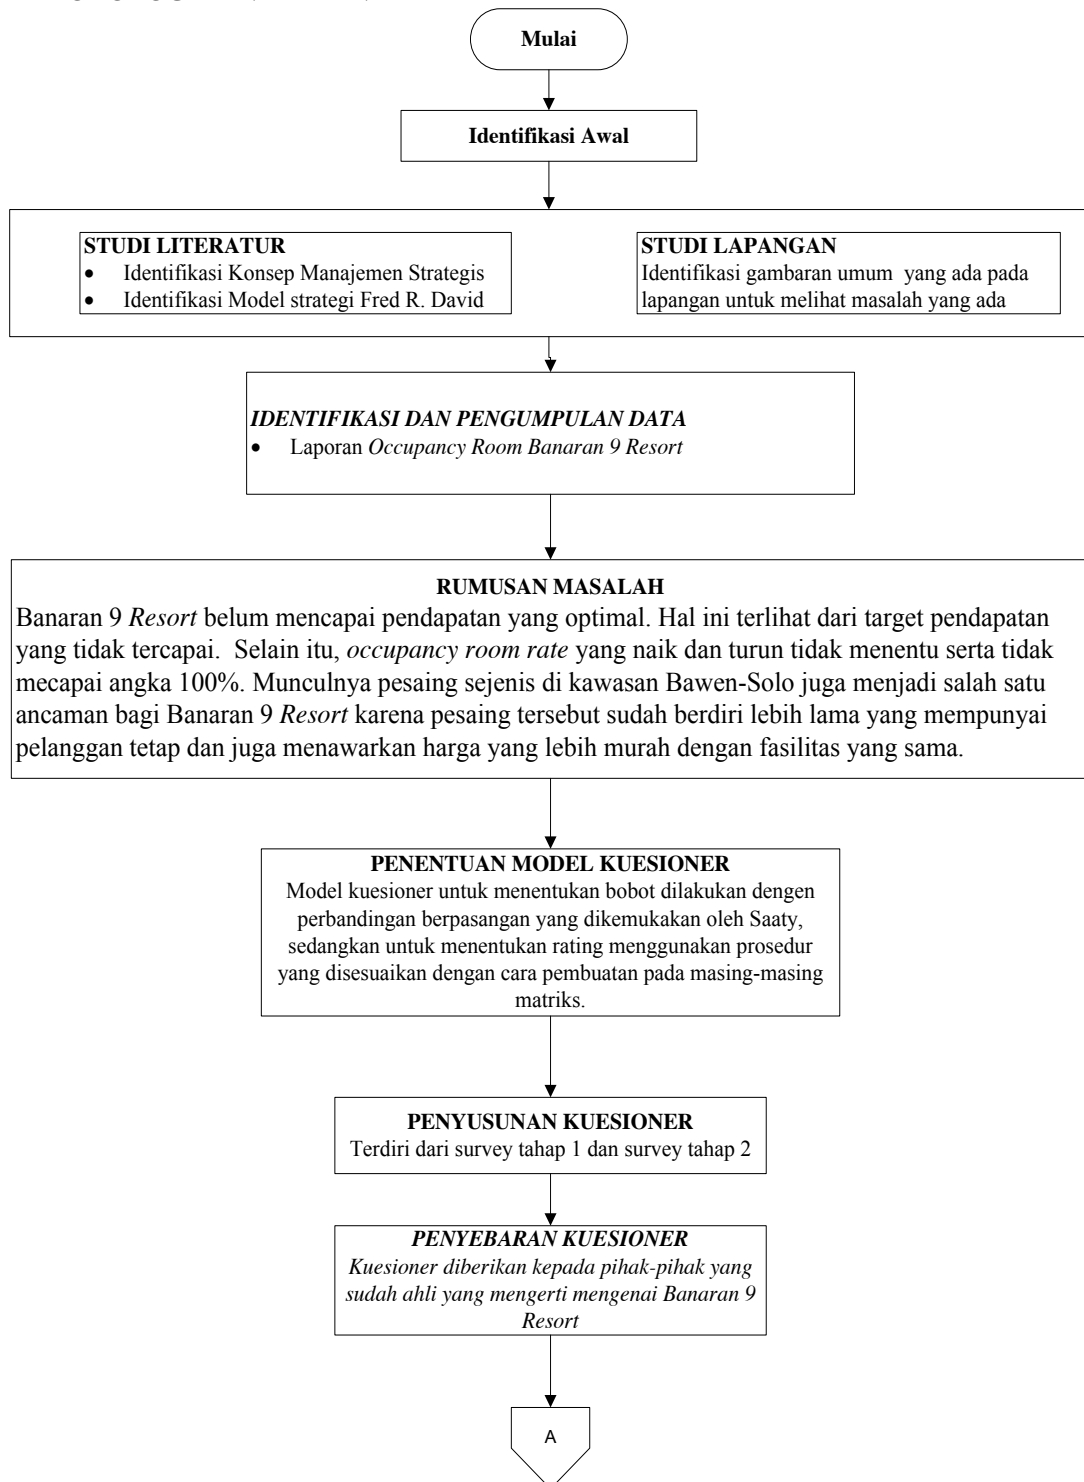 Mulai
Identifikasi Awal
STUDI LITERATUR
• Identifikasi Konsep Manajemen Strategis
• Identifikasi Model strategi Fred R. David
STUDI LAPANGAN
Identifikasi gambaran umum yang ada pada
lapangan untuk melihat masalah yang ada
IDENTIFIKASI DAN PENGUMPULAN DATA
• Laporan Occupancy Room Banaran 9 Resort
RUMUSAN MASALAH
Banaran 9 Resort belum mencapai pendapatan yang optimal. Hal ini terlihat dari target pendapatan
yang tidak tercapai. Selain itu, occupancy room rate yang naik dan turun tidak menentu serta tidak
mecapai angka 100%. Munculnya pesaing sejenis di kawasan Bawen-Solo juga menjadi salah satu
ancaman bagi Banaran 9 Resort karena pesaing tersebut sudah berdiri lebih lama yang mempunyai
pelanggan tetap dan juga menawarkan harga yang lebih murah dengan fasilitas yang sama.
PENENTUAN MODEL KUESIONER
Model kuesioner untuk menentukan bobot dilakukan dengen
perbandingan berpasangan yang dikemukakan oleh Saaty,
sedangkan untuk menentukan rating menggunakan prosedur
yang disesuaikan dengan cara pembuatan pada masing-masing
matriks.
PENYUSUNAN KUESIONER
Terdiri dari survey tahap 1 dan survey tahap 2
PENYEBARAN KUESIONER
Kuesioner diberikan kepada pihak-pihak yang
sudah ahli yang mengerti mengenai Banaran 9
Resort
A